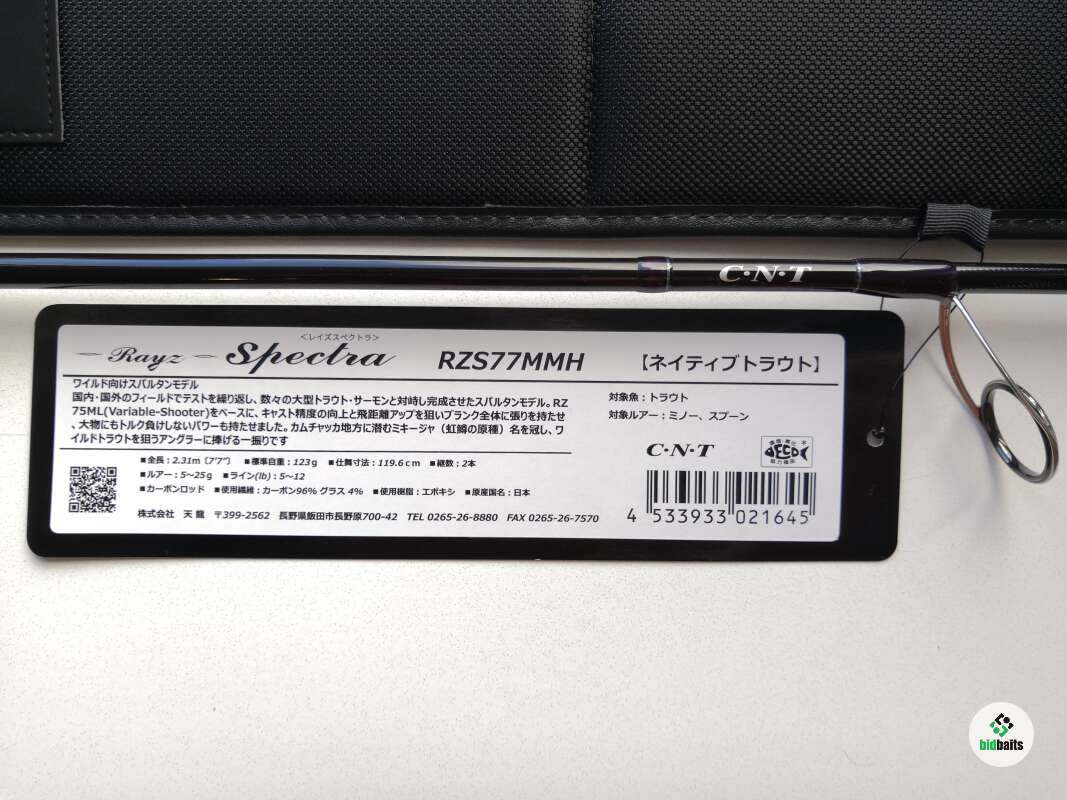 C·N·T
<レイズスペクトラ>
Rayz Spectra RZS77MMH 【ネイティブトラウト】
ワイルド向けスパルタンモデル
国内・国外のフィールドでテストを繰り返し、数々の大型トラウト・サーモンと対峙し完成させたスパルタンモデル。RZ
75ML(Variable-Shooter)をベースに、キャスト精度の向上と飛距離アップを狙いブランク全体に張りを持たせ
、大物にもトルク負けしないパワーも持たせました。カムチャッカ地方に潜むミキージャ（虹鱒の原種）名を冠し、ワ
イルドトラウトを狙うアングラーに捧げる一振りです
対象魚：トラウト
対象ルアー：ミノー、スプーン
■全長：2.31m（7'7"） ■標準自重：123g ■仕舞寸法：119.6cm ■継数：2本
■ルアー：5～25g ■ライン(lb)：5～12
■カーボンロッド ■使用繊維：カーボン96% グラス4% ■使用樹脂：エポキシ ■原産国名：日本
株式会社 天龍 〒399-2562 長野県飯田市長野原700-42 TEL 0265-26-8880 FAX 0265-26-7570
C·N·T
ECO
4 533933 021645
bidbaits